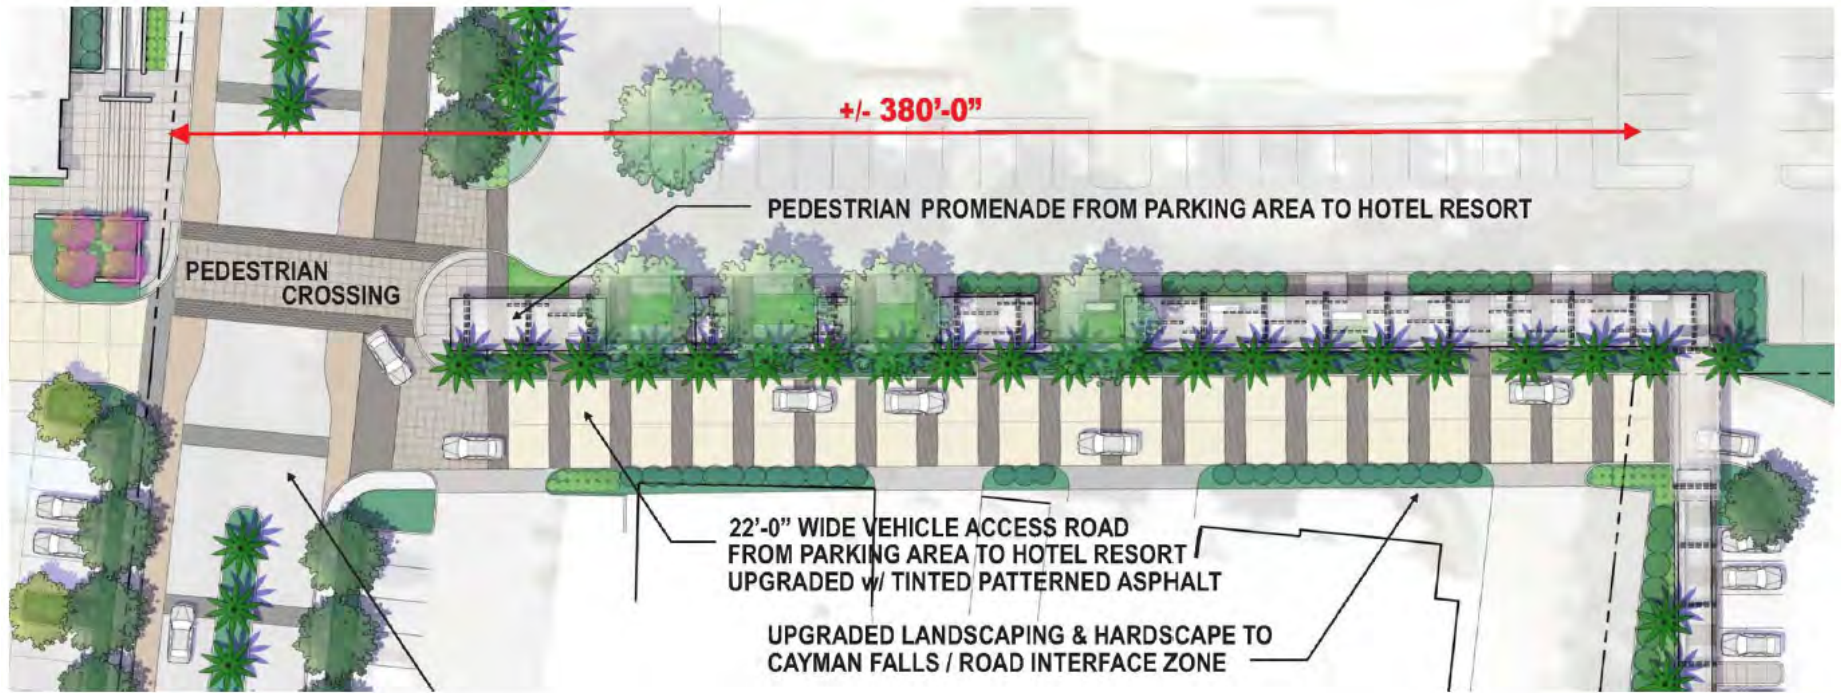 +/- 380'-0"
PEDESTRIAN PROMENADE FROM PARKING AREA TO HOTEL RESORT
PEDESTRIAN
CROSSING
22'-0" WIDE VEHICLE ACCESS ROAD
FROM PARKING AREA TO HOTEL RESORT
UPGRADED w/ TINTED PATTERNED ASPHALT
UPGRADED LANDSCAPING & HARDSCAPE TO
CAYMAN FALLS / ROAD INTERFACE ZONE